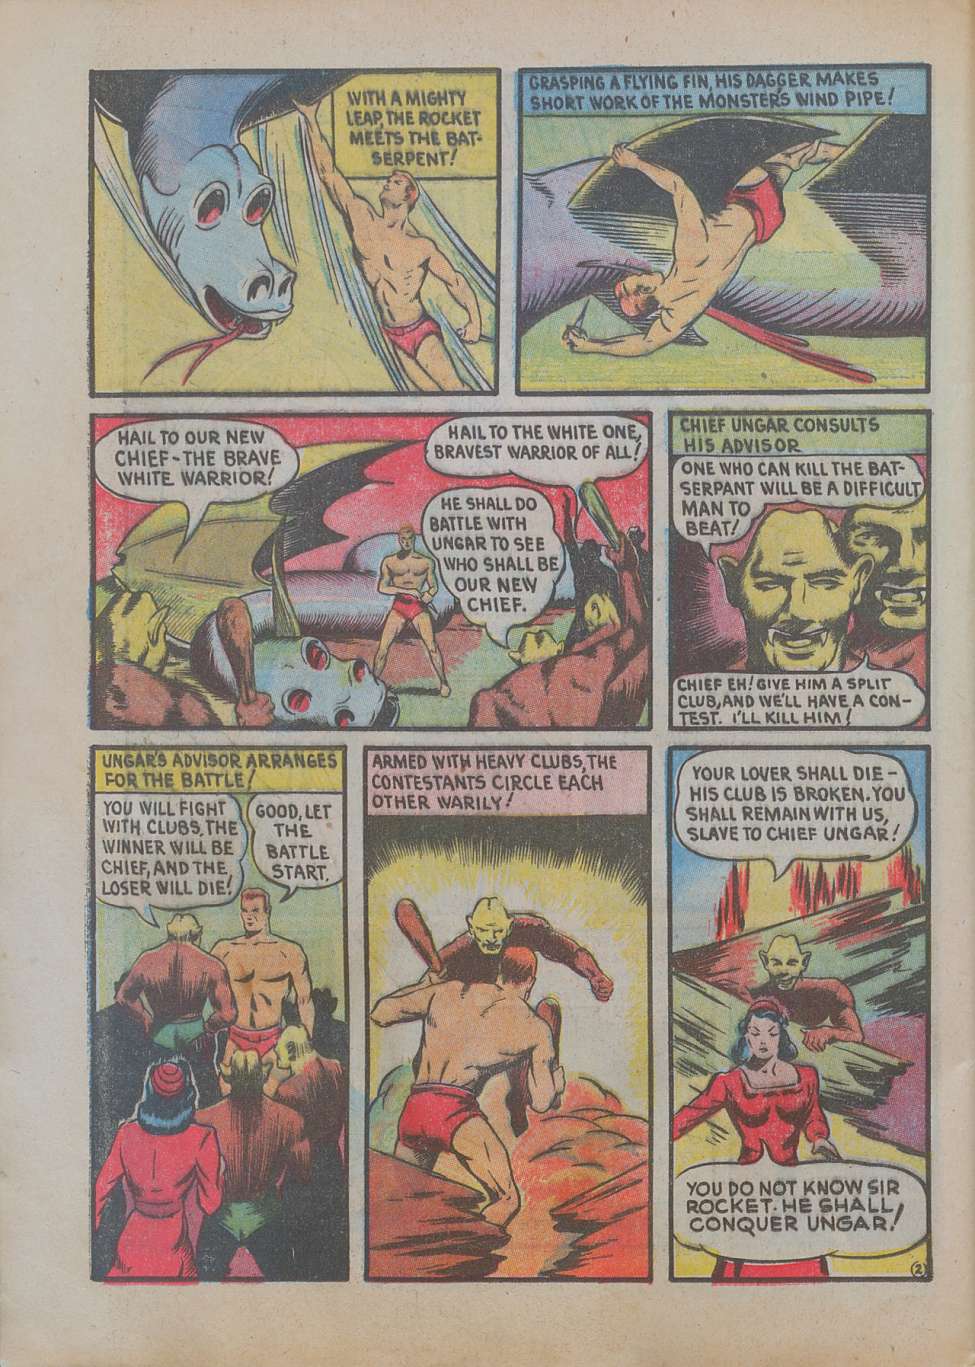 WITH A MIGHTY
LEAP, THE ROCKET
MEETS THE BAT-
SERPENT!
GRASPING A FLYING FIN, HIS DAGGER MAKES
SHORT WORK OF THE MONSTER'S WIND PIPE!
HAIL TO OUR NEW
CHIEF-THE BRAVE
WHITE WARRIOR!
HAIL TO THE WHITE ONE,
BRAVEST WARRIOR OF ALL!
HE SHALL DO
BATTLE WITH
UNGAR TO SEE
WHO SHALL BE
OUR NEW
CHIEF.
CHIEF UNGAR CONSULTS
HIS ADVISOR
ONE WHO CAN KILL THE BAT-
SERPANT WILL BE A DIFFICULT
MAN TO
BEAT!
CHIEF EH! GIVE HIM A SPLIT
CLUB, AND WE'LL HAVE A CON-
TEST. I'LL KILL HIM!
UNGAR'S ADVISOR ARRANGES
FOR THE BATTLE!
YOU WILL FIGHT
WITH CLUBS, THE
WINNER WILL BE
CHIEF, AND THE
LOSER WILL DIE!
GOOD, LET
THE
BATTLE
START.
ARMED WITH HEAVY CLUBS, THE
CONTESTANTS CIRCLE EACH
OTHER WARILY!
YOUR LOVER SHALL DIE-
HIS CLUB IS BROKEN. YOU
SHALL REMAIN WITH US,
SLAVE TO CHIEF UNGAR!
YOU DO NOT KNOW SIR
ROCKET. HE SHALL
CONQUER UNGAR!
2